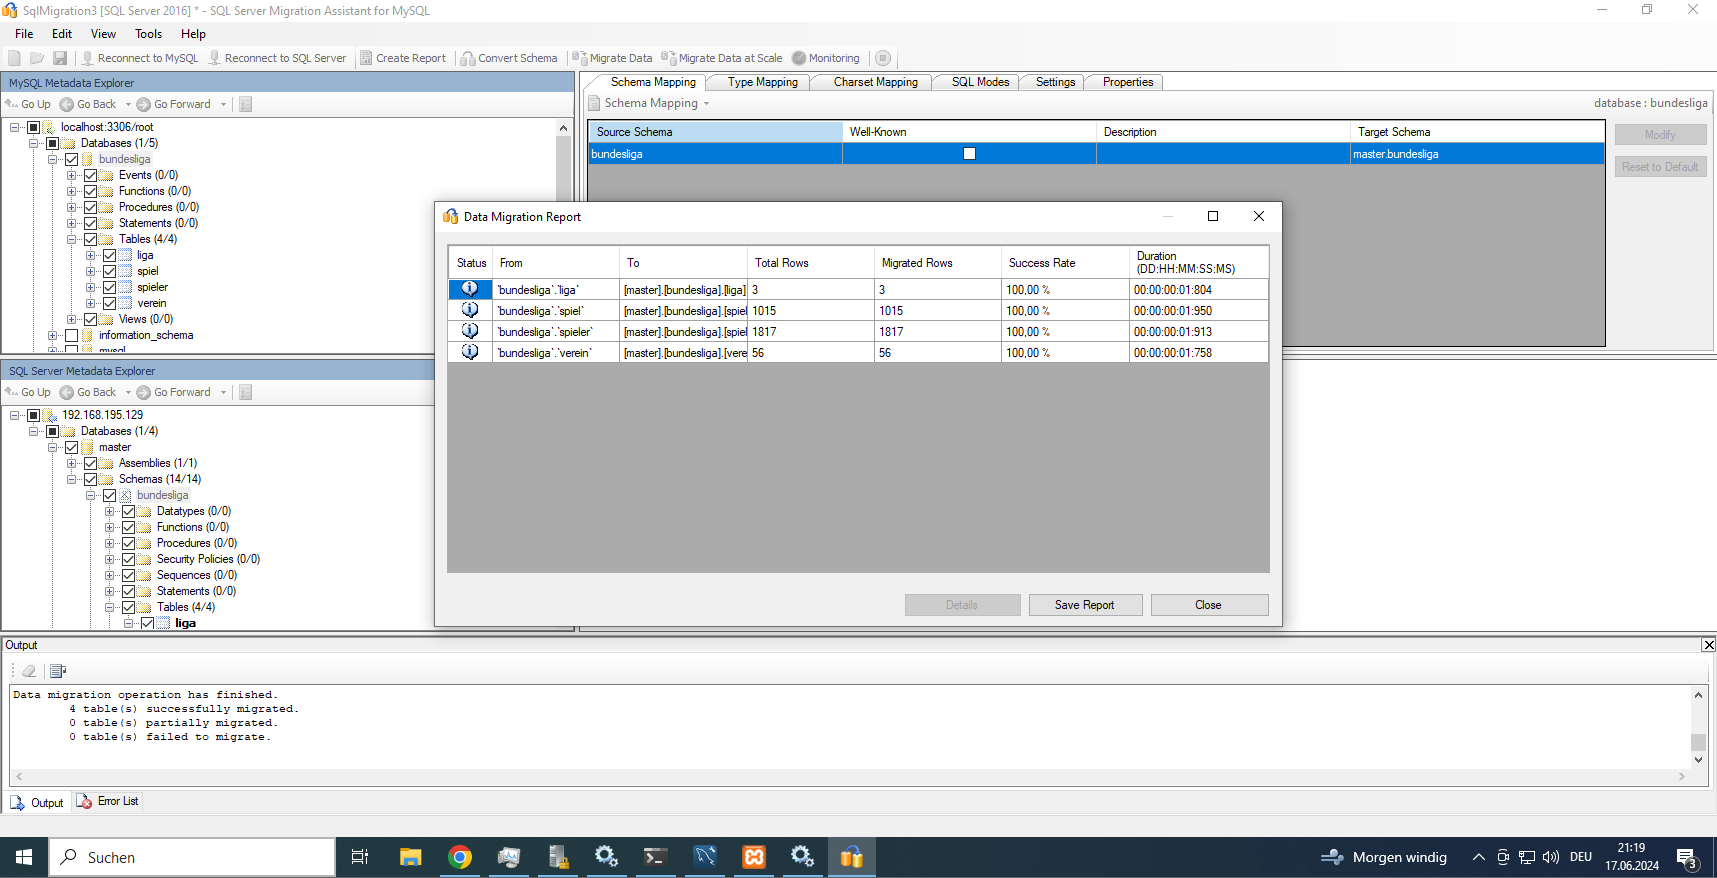 SqlMigration3 [SQL Server 2016] * - SQL Server Migration Assistant for MySQL
File Edit View Tools Help
Reconnect to MySQL Reconnect to SQL Server Create Report Convert Schema Migrate Data Migrate Data at Scale Monitoring
MySQL Metadata Explorer
Go Up Go Back Go Forward
localhost:3306/root
Databases (1/5)
bundesliga
Events (0/0)
Functions (0/0)
Procedures (0/0)
Statements (0/0)
Tables (4/4)
liga
spiel
spieler
verein
Views (0/0)
information_schema
mysql
Schema Mapping Type Mapping Charset Mapping SQL Modes Settings Properties
Schema Mapping database : bundesliga
Source Schema Well-Known Description Target Schema
bundesliga master.bundesliga
Modify
Reset to Default
Data Migration Report
Status From To Total Rows Migrated Rows Success Rate Duration (DD:HH:MM:SS:MS)
`bundesliga`.`liga` [master].[bundesliga].[liga] 3 3 100,00 % 00:00:00:01:804
`bundesliga`.`spiel` [master].[bundesliga].[spiel 1015 1015 100,00 % 00:00:00:01:950
`bundesliga`.`spieler` [master].[bundesliga].[spiel 1817 1817 100,00 % 00:00:00:01:913
`bundesliga`.`verein` [master].[bundesliga].[vere 56 56 100,00 % 00:00:00:01:758
Details Save Report Close
SQL Server Metadata Explorer
Go Up Go Back Go Forward
192.168.195.129
Databases (1/4)
master
Assemblies (1/1)
Schemas (14/14)
bundesliga
Datatypes (0/0)
Functions (0/0)
Procedures (0/0)
Security Policies (0/0)
Sequences (0/0)
Statements (0/0)
Tables (4/4)
liga
Output
Data migration operation has finished.
4 table(s) successfully migrated.
0 table(s) partially migrated.
0 table(s) failed to migrate.
Output Error List
Suchen
Morgen windig DEU 21:19
17.06.2024
3